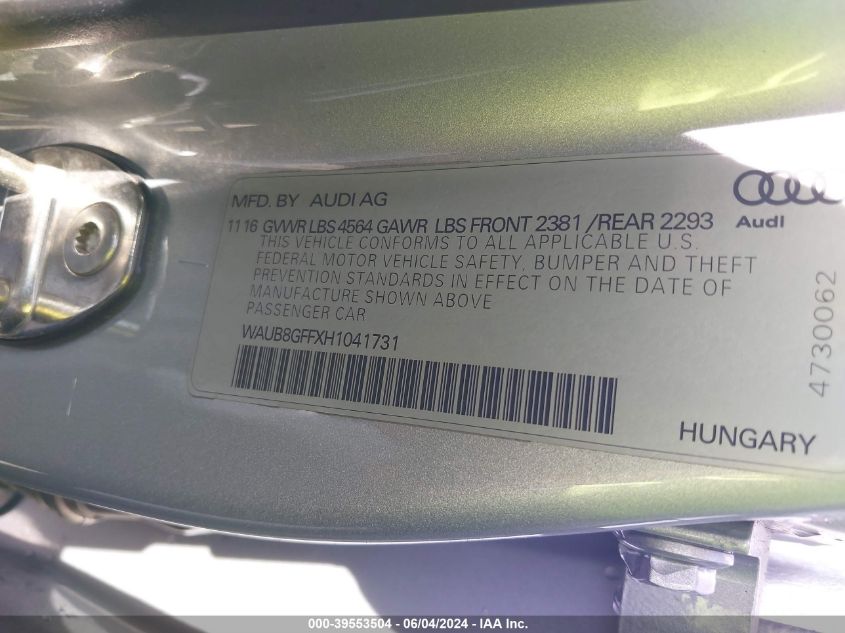 MFD. BY AUDI AG
11 16 GVWR LBS 4564 GAWR LBS FRONT 2381 /REAR 2293
THIS VEHICLE CONFORMS TO ALL APPLICABLE U.S.
FEDERAL MOTOR VEHICLE SAFETY, BUMPER AND THEFT
PREVENTION STANDARDS IN EFFECT ON THE DATE OF
MANUFACTURE SHOWN ABOVE
PASSENGER CAR
WAUB8GFFXH1041731
Audi
4730062
HUNGARY
000-39553504 - 06/04/2024 - IAA Inc.